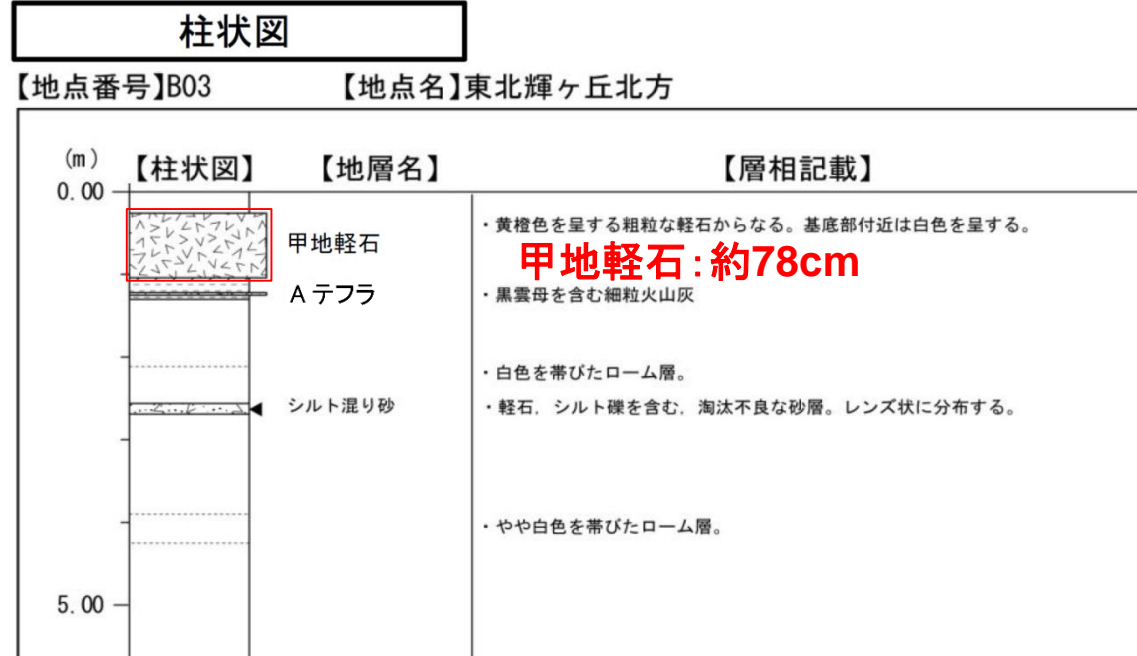 柱状図
【地点番号】B03 【地点名】東北輝ヶ丘北方
(m) 【柱状図】 【地層名】 【層相記載】
0.00
・黄橙色を呈する粗粒な軽石からなる。基底部付近は白色を呈する。
甲地軽石
甲地軽石：約78cm
Aテフラ ・黒雲母を含む細粒火山灰
・白色を帯びたローム層。
シルト混り砂 ・軽石，シルト礫を含む，淘汰不良な砂層。レンズ状に分布する。
・やや白色を帯びたローム層。
5.00